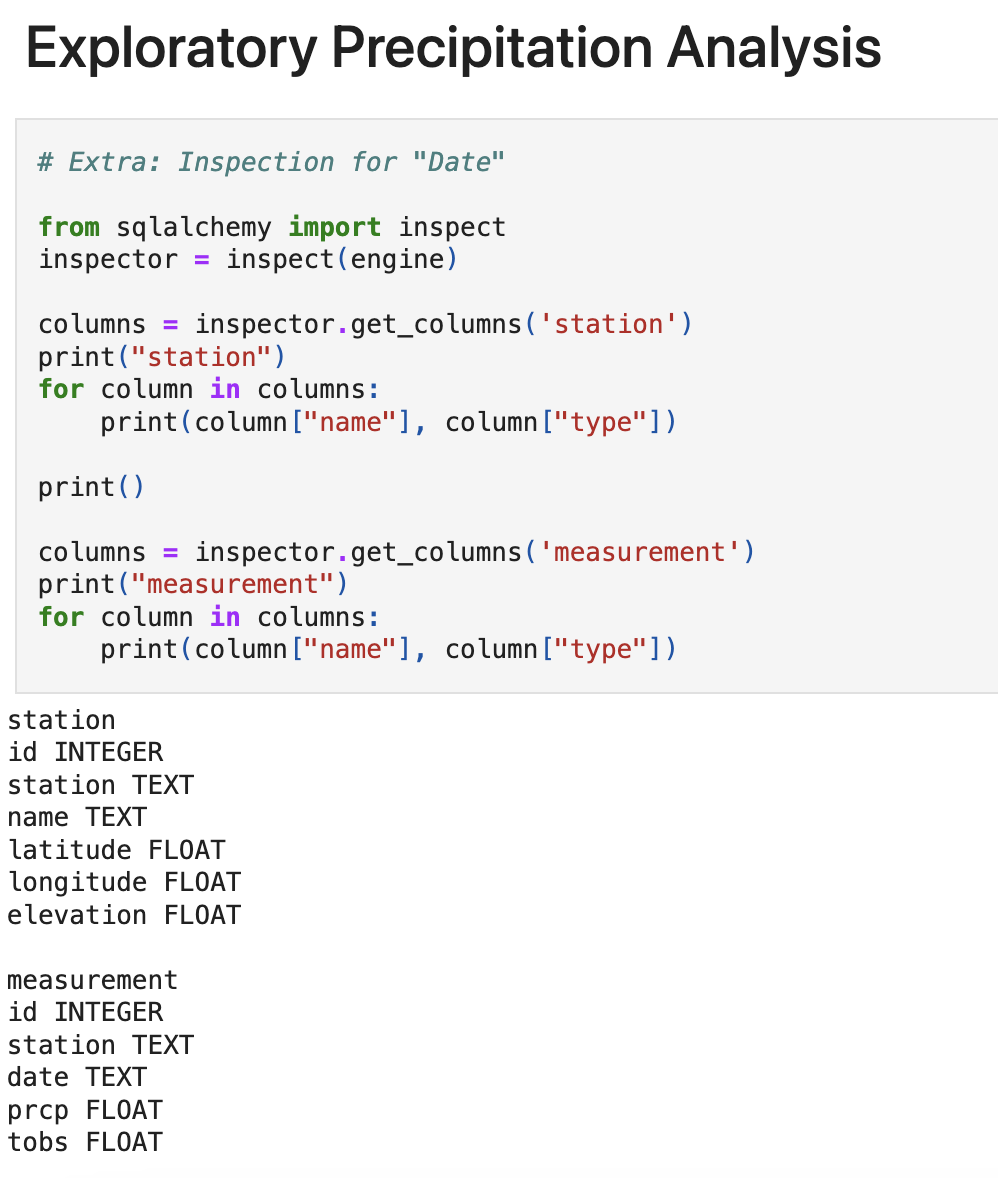 Exploratory Precipitation Analysis
# Extra: Inspection for "Date"
from sqlalchemy import inspect
inspector = inspect(engine)
columns = inspector.get_columns('station')
print("station")
for column in columns:
    print(column["name"], column["type"])
print()
columns = inspector.get_columns('measurement')
print("measurement")
for column in columns:
    print(column["name"], column["type"])
station
id INTEGER
station TEXT
name TEXT
latitude FLOAT
longitude FLOAT
elevation FLOAT
measurement
id INTEGER
station TEXT
date TEXT
prcp FLOAT
tobs FLOAT